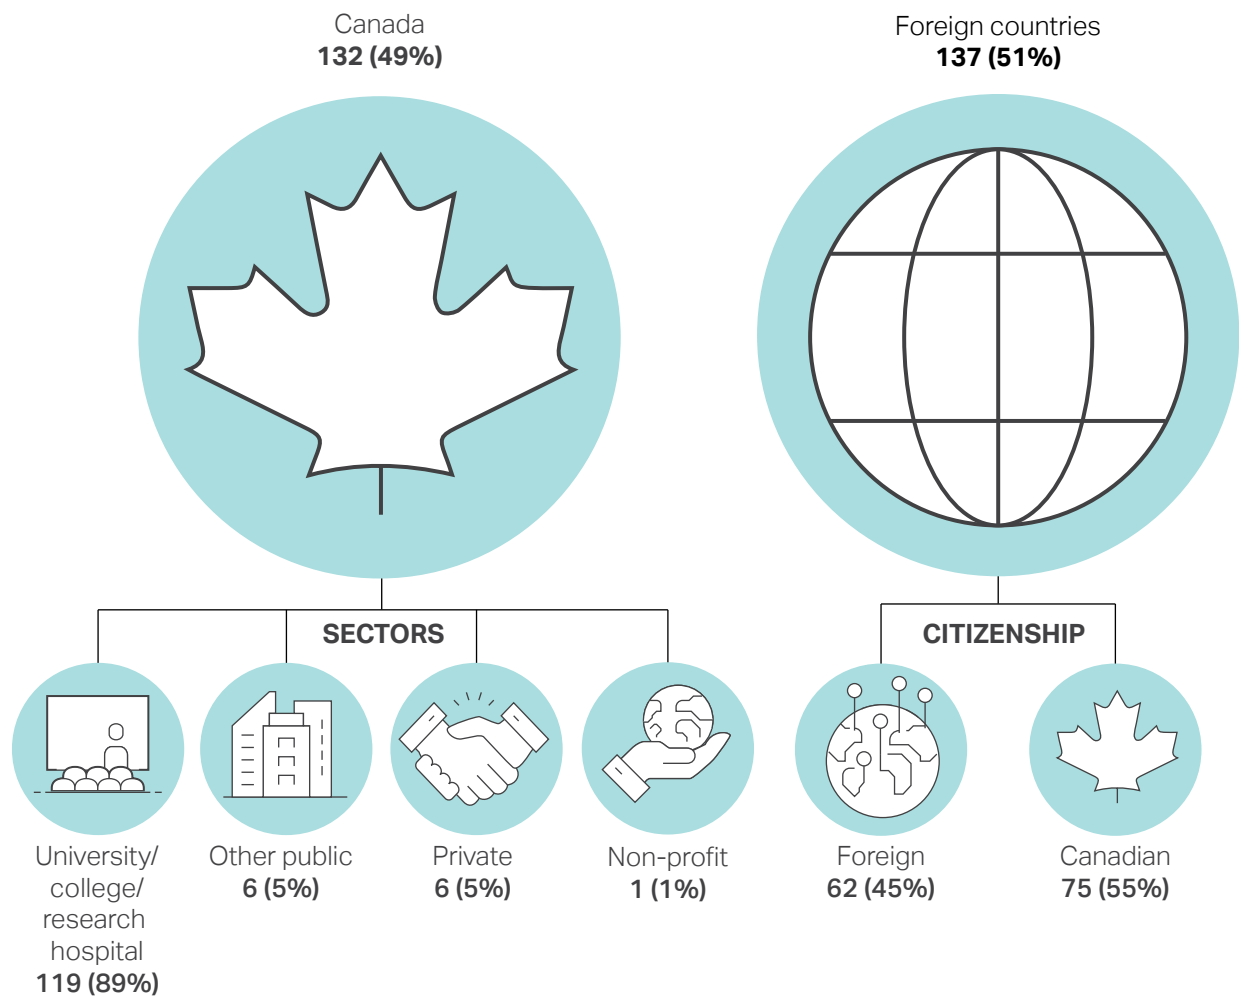 Canada
132 (49%)
Foreign countries
137 (51%)
SECTORS
CITIZENSHIP
University/
college/
research
hospital
119 (89%)
Other public
6 (5%)
Private
6 (5%)
Non-profit
1 (1%)
Foreign
62 (45%)
Canadian
75 (55%)